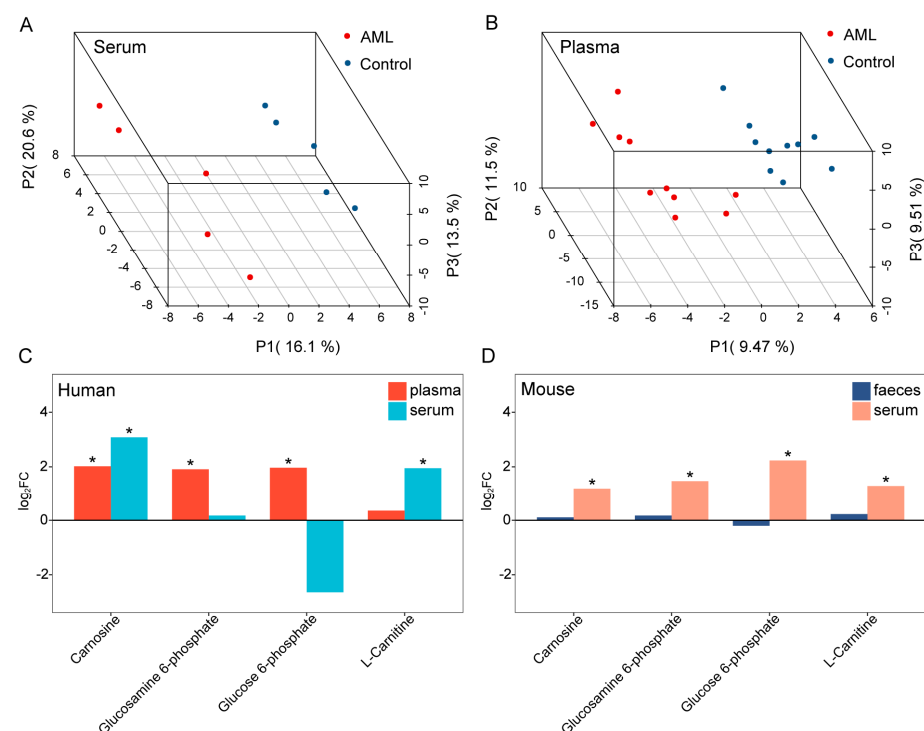 A
Serum
AML
Control
P2( 20.6 %)
8
6
4
2
0
-2
-4
-6
-8
-8
-6
-4
-2
0
2
4
6
8
P1( 16.1 %)
10
5
0
-5
-10
P3( 13.5 %)
B
Plasma
AML
Control
P2( 11.5 %)
10
5
0
-5
-10
-15
-8
-6
-4
-2
0
2
4
6
P1( 9.47 %)
10
5
0
-5
-10
P3( 9.51 %)
C
Human
plasma
serum
log₂FC
4
2
0
-2
* * * * *
Carnosine
Glucosamine 6-phosphate
Glucose 6-phosphate
L-Carnitine
D
Mouse
faeces
serum
log₂FC
4
2
0
-2
* * * *
Carnosine
Glucosamine 6-phosphate
Glucose 6-phosphate
L-Carnitine